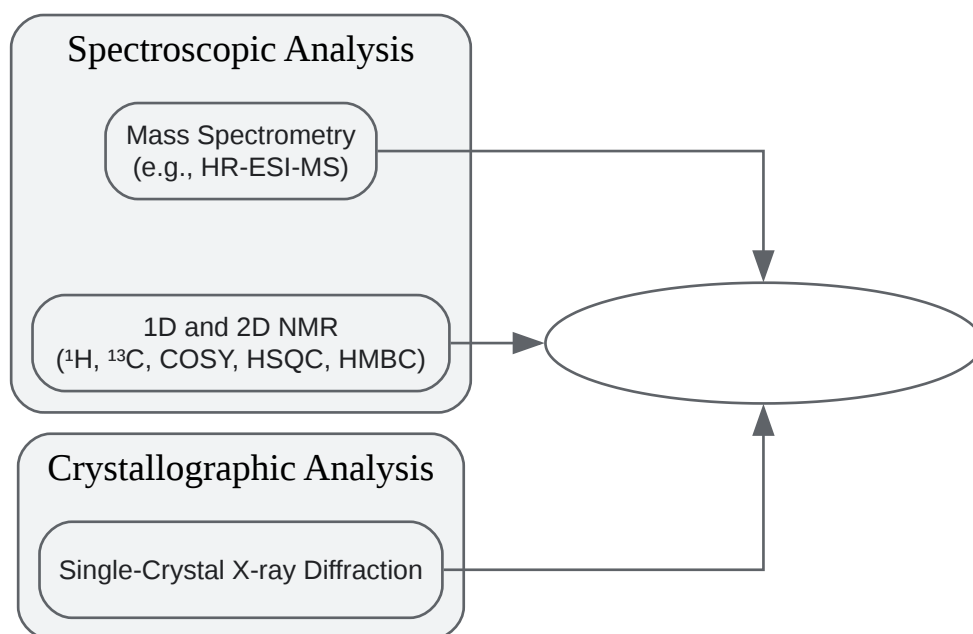 Spectroscopic Analysis
Mass Spectrometry
(e.g., HR-ESI-MS)
1D and 2D NMR
(¹H, ¹³C, COSY, HSQC, HMBC)
Crystallographic Analysis
Single-Crystal X-ray Diffraction